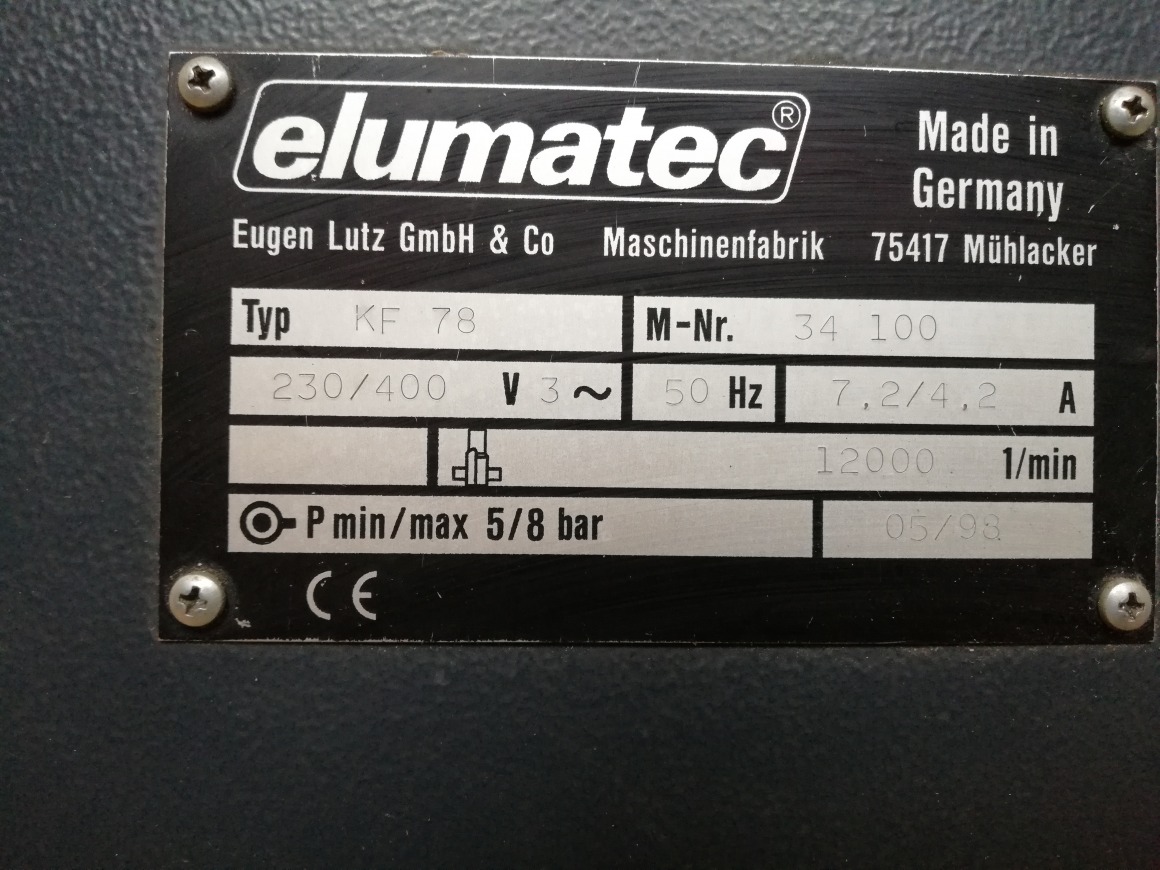 elumatec®
Made in
Germany
Eugen Lutz GmbH & Co Maschinenfabrik 75417 Mühlacker
Typ KF 78 M-Nr. 34 100
230/400 V 3 ~ 50 Hz 7,2/4,2 A
12000 1/min
P min/max 5/8 bar 05/98
CE